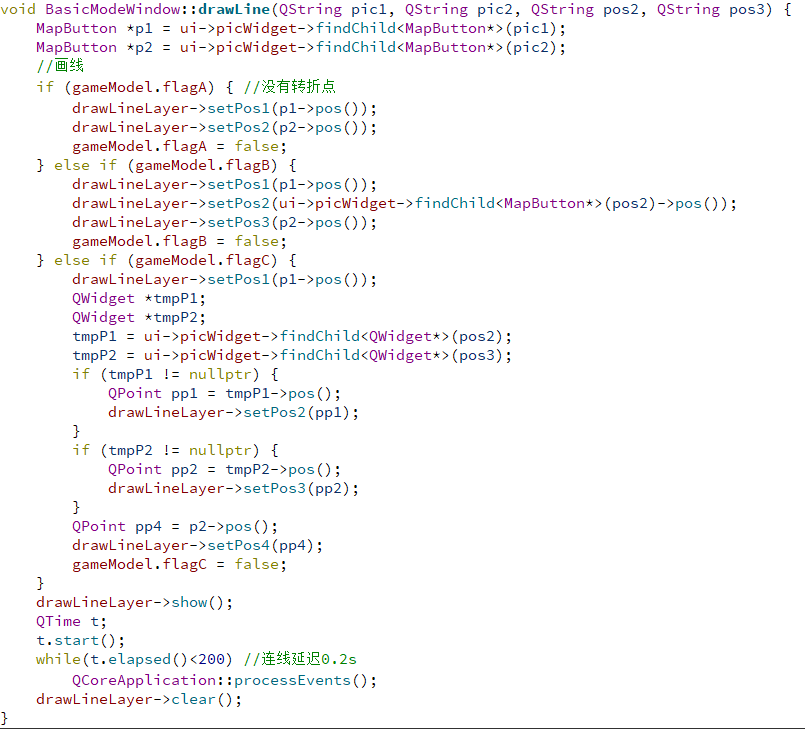 void BasicModeWindow::drawLine(QString pic1, QString pic2, QString pos2, QString pos3) {
    MapButton *p1 = ui->picWidget->findChild<MapButton*>(pic1);
    MapButton *p2 = ui->picWidget->findChild<MapButton*>(pic2);
    //画线
    if (gameModel.flagA) { //没有转折点
        drawLineLayer->setPos1(p1->pos());
        drawLineLayer->setPos2(p2->pos());
        gameModel.flagA = false;
    } else if (gameModel.flagB) {
        drawLineLayer->setPos1(p1->pos());
        drawLineLayer->setPos2(ui->picWidget->findChild<MapButton*>(pos2)->pos());
        drawLineLayer->setPos3(p2->pos());
        gameModel.flagB = false;
    } else if (gameModel.flagC) {
        drawLineLayer->setPos1(p1->pos());
        QWidget *tmpP1;
        QWidget *tmpP2;
        tmpP1 = ui->picWidget->findChild<QWidget*>(pos2);
        tmpP2 = ui->picWidget->findChild<QWidget*>(pos3);
        if (tmpP1 != nullptr) {
            QPoint pp1 = tmpP1->pos();
            drawLineLayer->setPos2(pp1);
        }
        if (tmpP2 != nullptr) {
            QPoint pp2 = tmpP2->pos();
            drawLineLayer->setPos3(pp2);
        }
        QPoint pp4 = p2->pos();
        drawLineLayer->setPos4(pp4);
        gameModel.flagC = false;
    }
    drawLineLayer->show();
    QTime t;
    t.start();
    while(t.elapsed()<200) //连线延迟0.2s
        QCoreApplication::processEvents();
    drawLineLayer->clear();
}